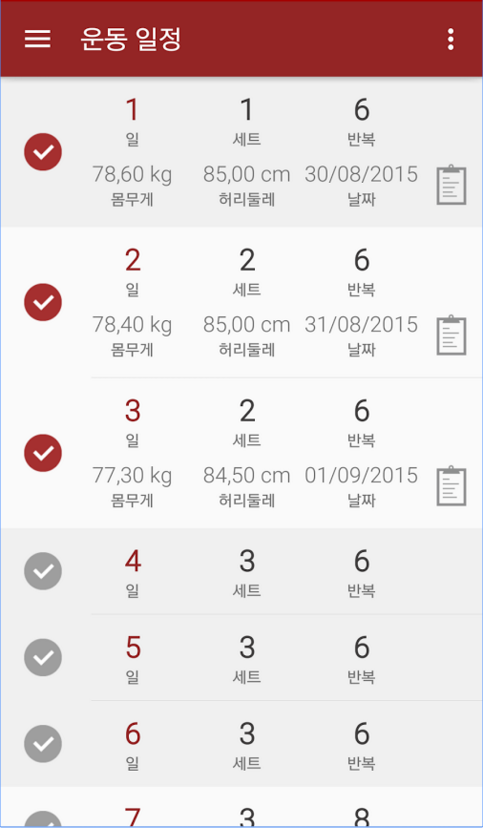 운동 일정
1 1 6
일 세트 반복
78,60 kg 85,00 cm 30/08/2015
몸무게 허리둘레 날짜
2 2 6
일 세트 반복
78,40 kg 85,00 cm 31/08/2015
몸무게 허리둘레 날짜
3 2 6
일 세트 반복
77,30 kg 84,50 cm 01/09/2015
몸무게 허리둘레 날짜
4 3 6
일 세트 반복
5 3 6
일 세트 반복
6 3 6
일 세트 반복
7 3 8